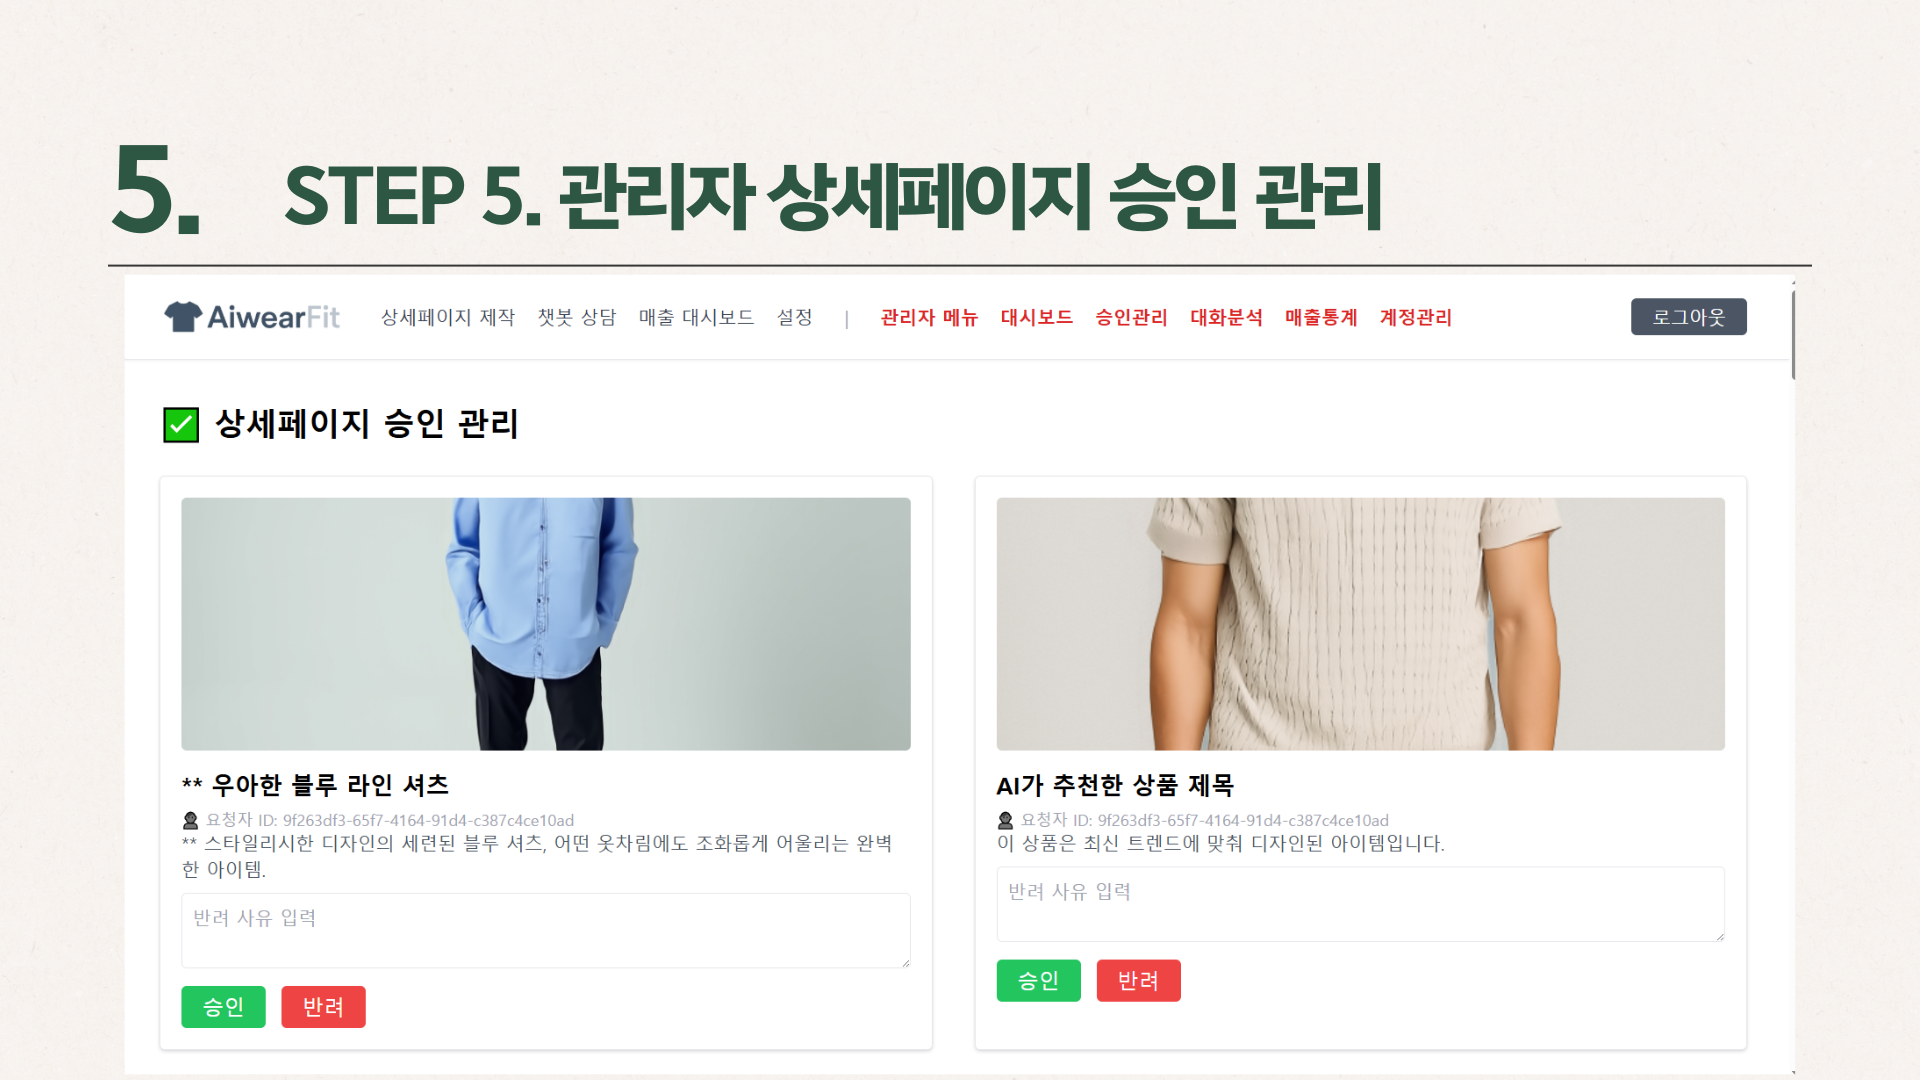 5. STEP 5. 관리자 상세페이지 승인 관리
AiwearFit 상세페이지 제작 챗봇 상담 매출 대시보드 설정 | 관리자 메뉴 대시보드 승인관리 대화분석 매출통계 계정관리 로그아웃
✅ 상세페이지 승인 관리
** 우아한 블루 라인 셔츠
요청자 ID: 9f263df3-65f7-4164-91d4-c387c4ce10ad
** 스타일리시한 디자인의 세련된 블루 셔츠, 어떤 옷차림에도 조화롭게 어울리는 완벽
한 아이템.
반려 사유 입력
승인 반려
AI가 추천한 상품 제목
요청자 ID: 9f263df3-65f7-4164-91d4-c387c4ce10ad
이 상품은 최신 트렌드에 맞춰 디자인된 아이템입니다.
반려 사유 입력
승인 반려